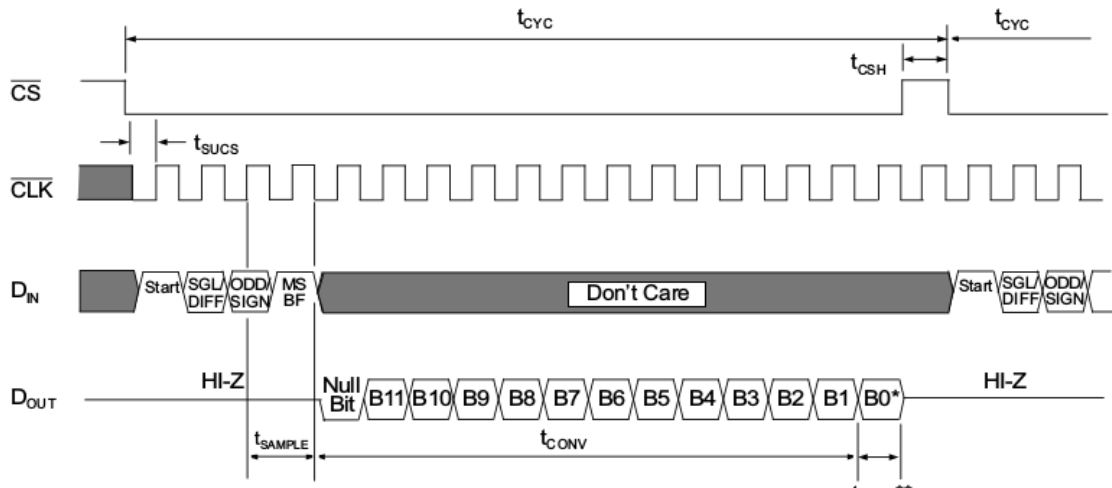 tCYC tCYC
tCSH
CS
tSUCS
CLK
DIN Start SGL/ DIFF ODD/ SIGN MS BF Don't Care Start SGL/ DIFF ODD/ SIGN
HI-Z HI-Z
DOUT Null Bit B11 B10 B9 B8 B7 B6 B5 B4 B3 B2 B1 B0*
tSAMPLE tCONV
**